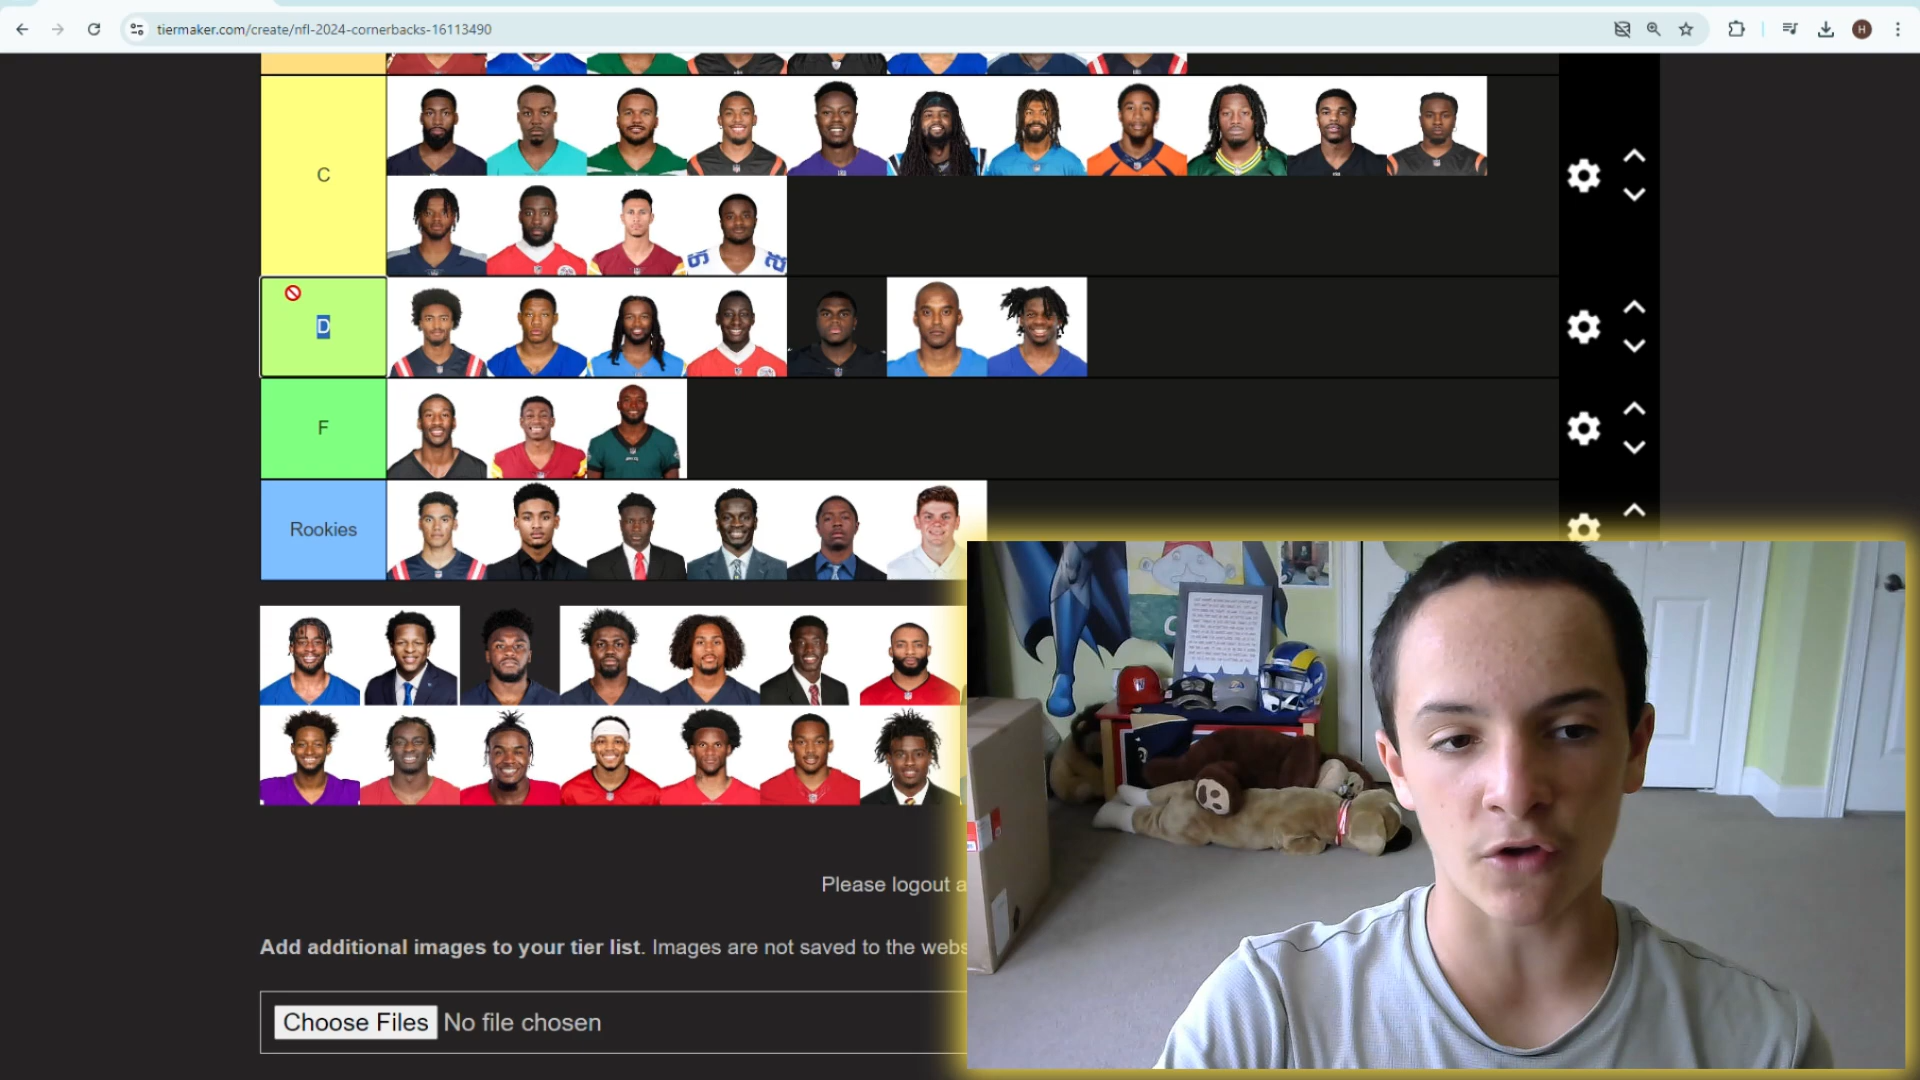 tiermaker.com/create/nfl-2024-cornerbacks-16113490
H
C
D
F
Rookies
Please logout a
Add additional images to your tier list. Images are not saved to the webs
Choose Files No file chosen